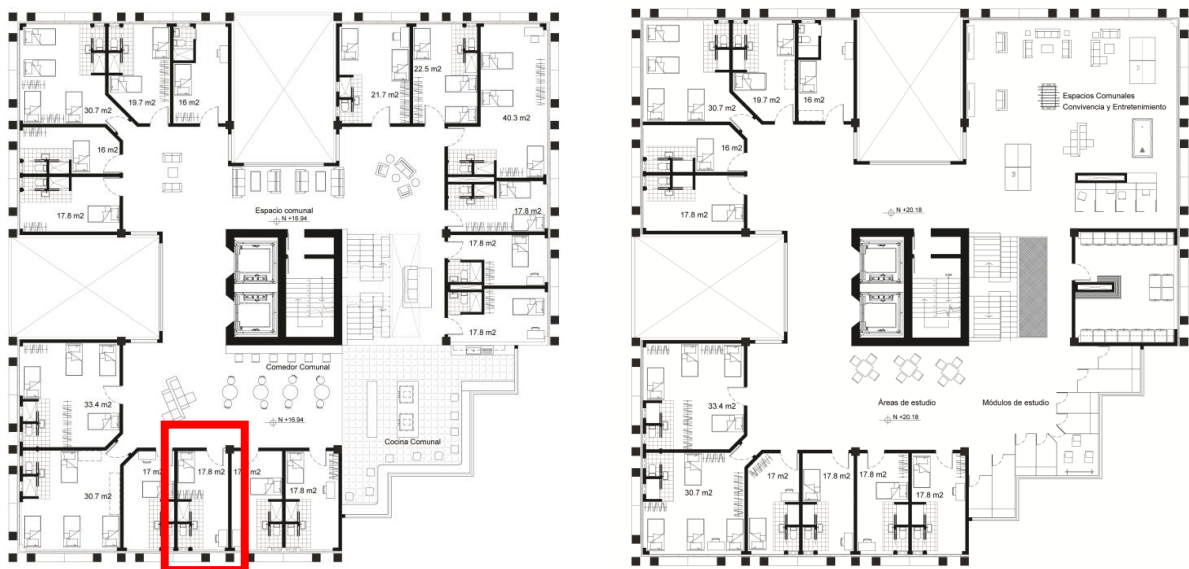 30.7 m2
19.7 m2
16 m2
21.7 m2
22.5 m2
40.3 m2
16 m2
17.8 m2
Espacio comunal
N +16.94
17.8 m2
17.8 m2
17.8 m2
33.4 m2
Comedor Comunal
N +16.94
Cocina Comunal
30.7 m2
17 m2
17.8 m2
17.8 m2
30.7 m2
19.7 m2
16 m2
Espacios Comunales
Convivencia y Entretenimiento
16 m2
17.8 m2
N +20.18
33.4 m2
Áreas de estudio
N +20.18
Módulos de estudio
30.7 m2
17 m2
17.8 m2
17.8 m2
17.8 m2